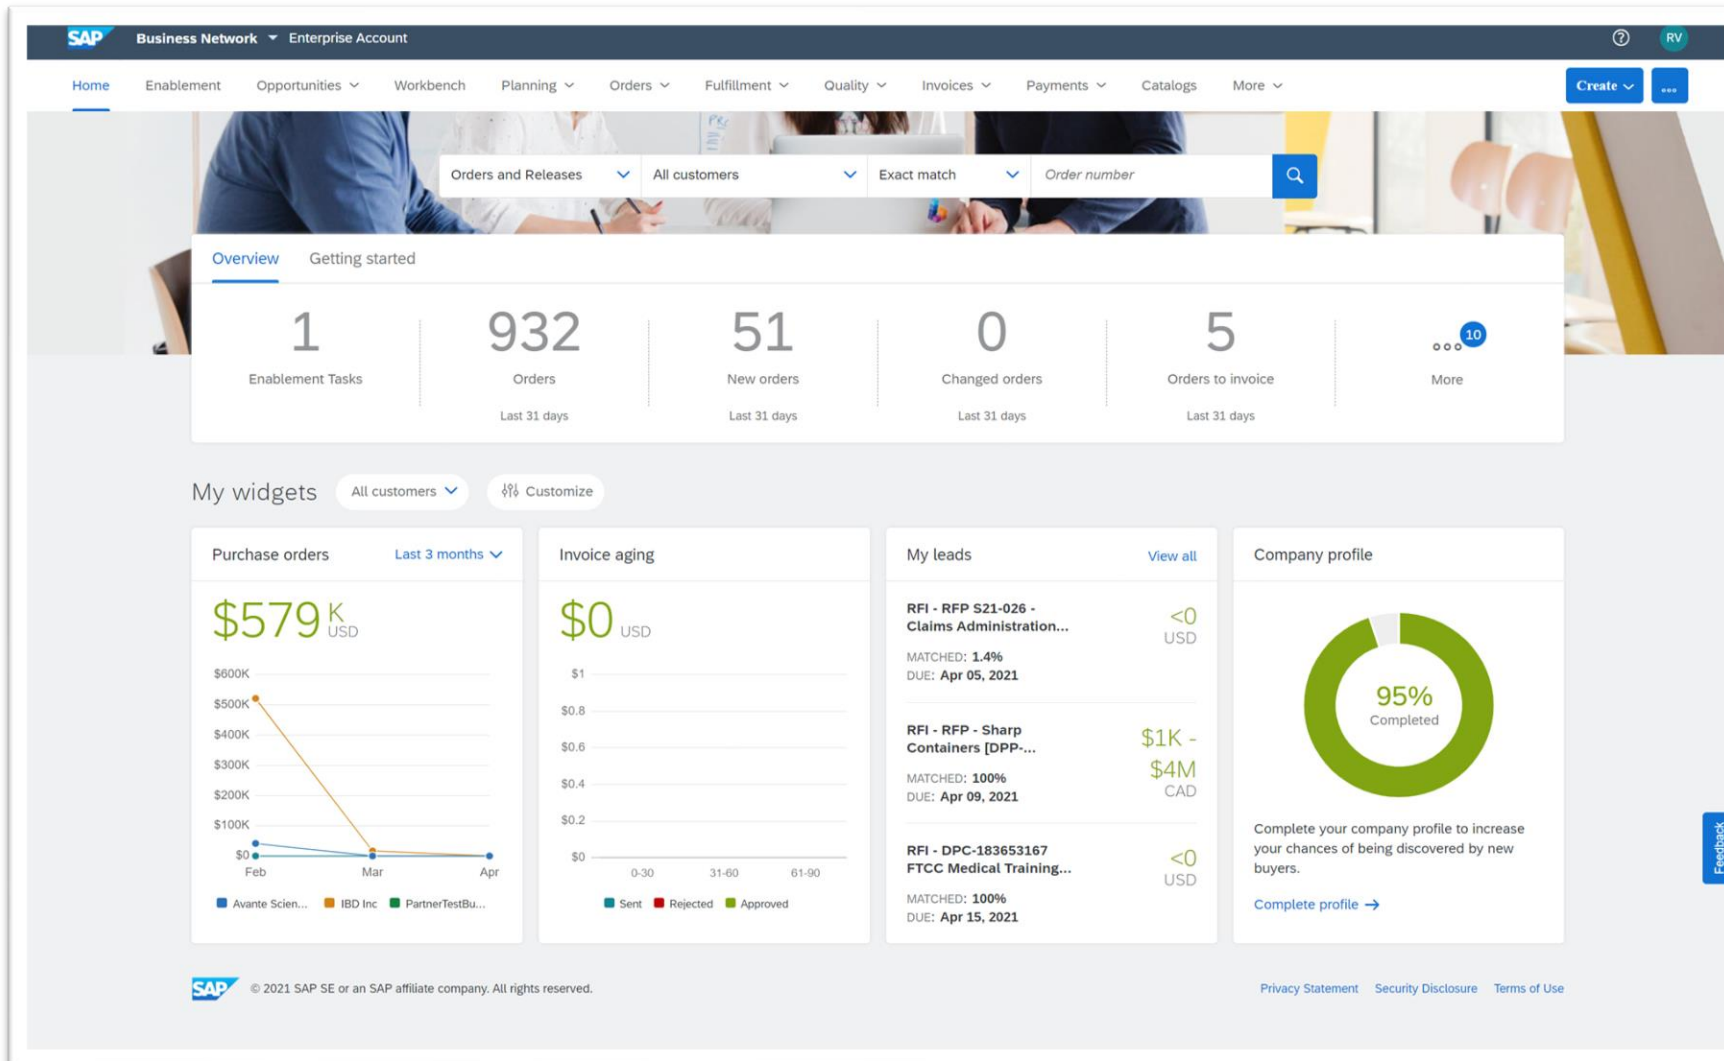 SAP Business Network Enterprise Account RV
Home Enablement Opportunities Workbench Planning Orders Fulfillment Quality Invoices Payments Catalogs More Create
Orders and Releases All customers Exact match Order number
Overview Getting started
1 932 51 0 5 10
Enablement Tasks Orders New orders Changed orders Orders to invoice More
Last 31 days Last 31 days Last 31 days Last 31 days
My widgets All customers Customize
Purchase orders Last 3 months
$579 K USD
$600K
$500K
$400K
$300K
$200K
$100K
$0
Feb Mar Apr
Avante Scien... IBD Inc PartnerTestBu...
Invoice aging
$0 USD
$1
$0.8
$0.6
$0.4
$0.2
$0
0-30 31-60 61-90
Sent Rejected Approved
My leads View all
RFI - RFP S21-026 -
Claims Administration...
<0
USD
MATCHED: 1.4%
DUE: Apr 05, 2021
RFI - RFP - Sharp
Containers [DPP-...
$1K -
$4M
CAD
MATCHED: 100%
DUE: Apr 09, 2021
RFI - DPC-183653167
FTCC Medical Training...
<0
USD
MATCHED: 100%
DUE: Apr 15, 2021
Company profile
95%
Completed
Complete your company profile to increase
your chances of being discovered by new
buyers.
Complete profile →
Feedback
SAP © 2021 SAP SE or an SAP affiliate company. All rights reserved. Privacy Statement Security Disclosure Terms of Use